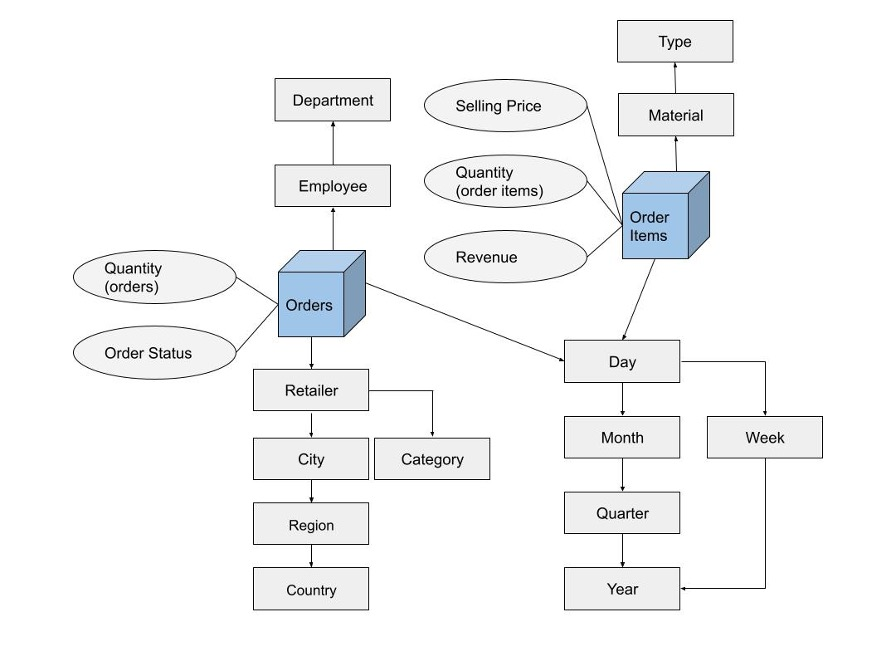 Type
Department
Selling Price
Material
Employee
Quantity
(order items)
Order
Items
Revenue
Quantity
(orders)
Orders
Order Status
Day
Retailer
Month
Week
City
Category
Quarter
Region
Country
Year